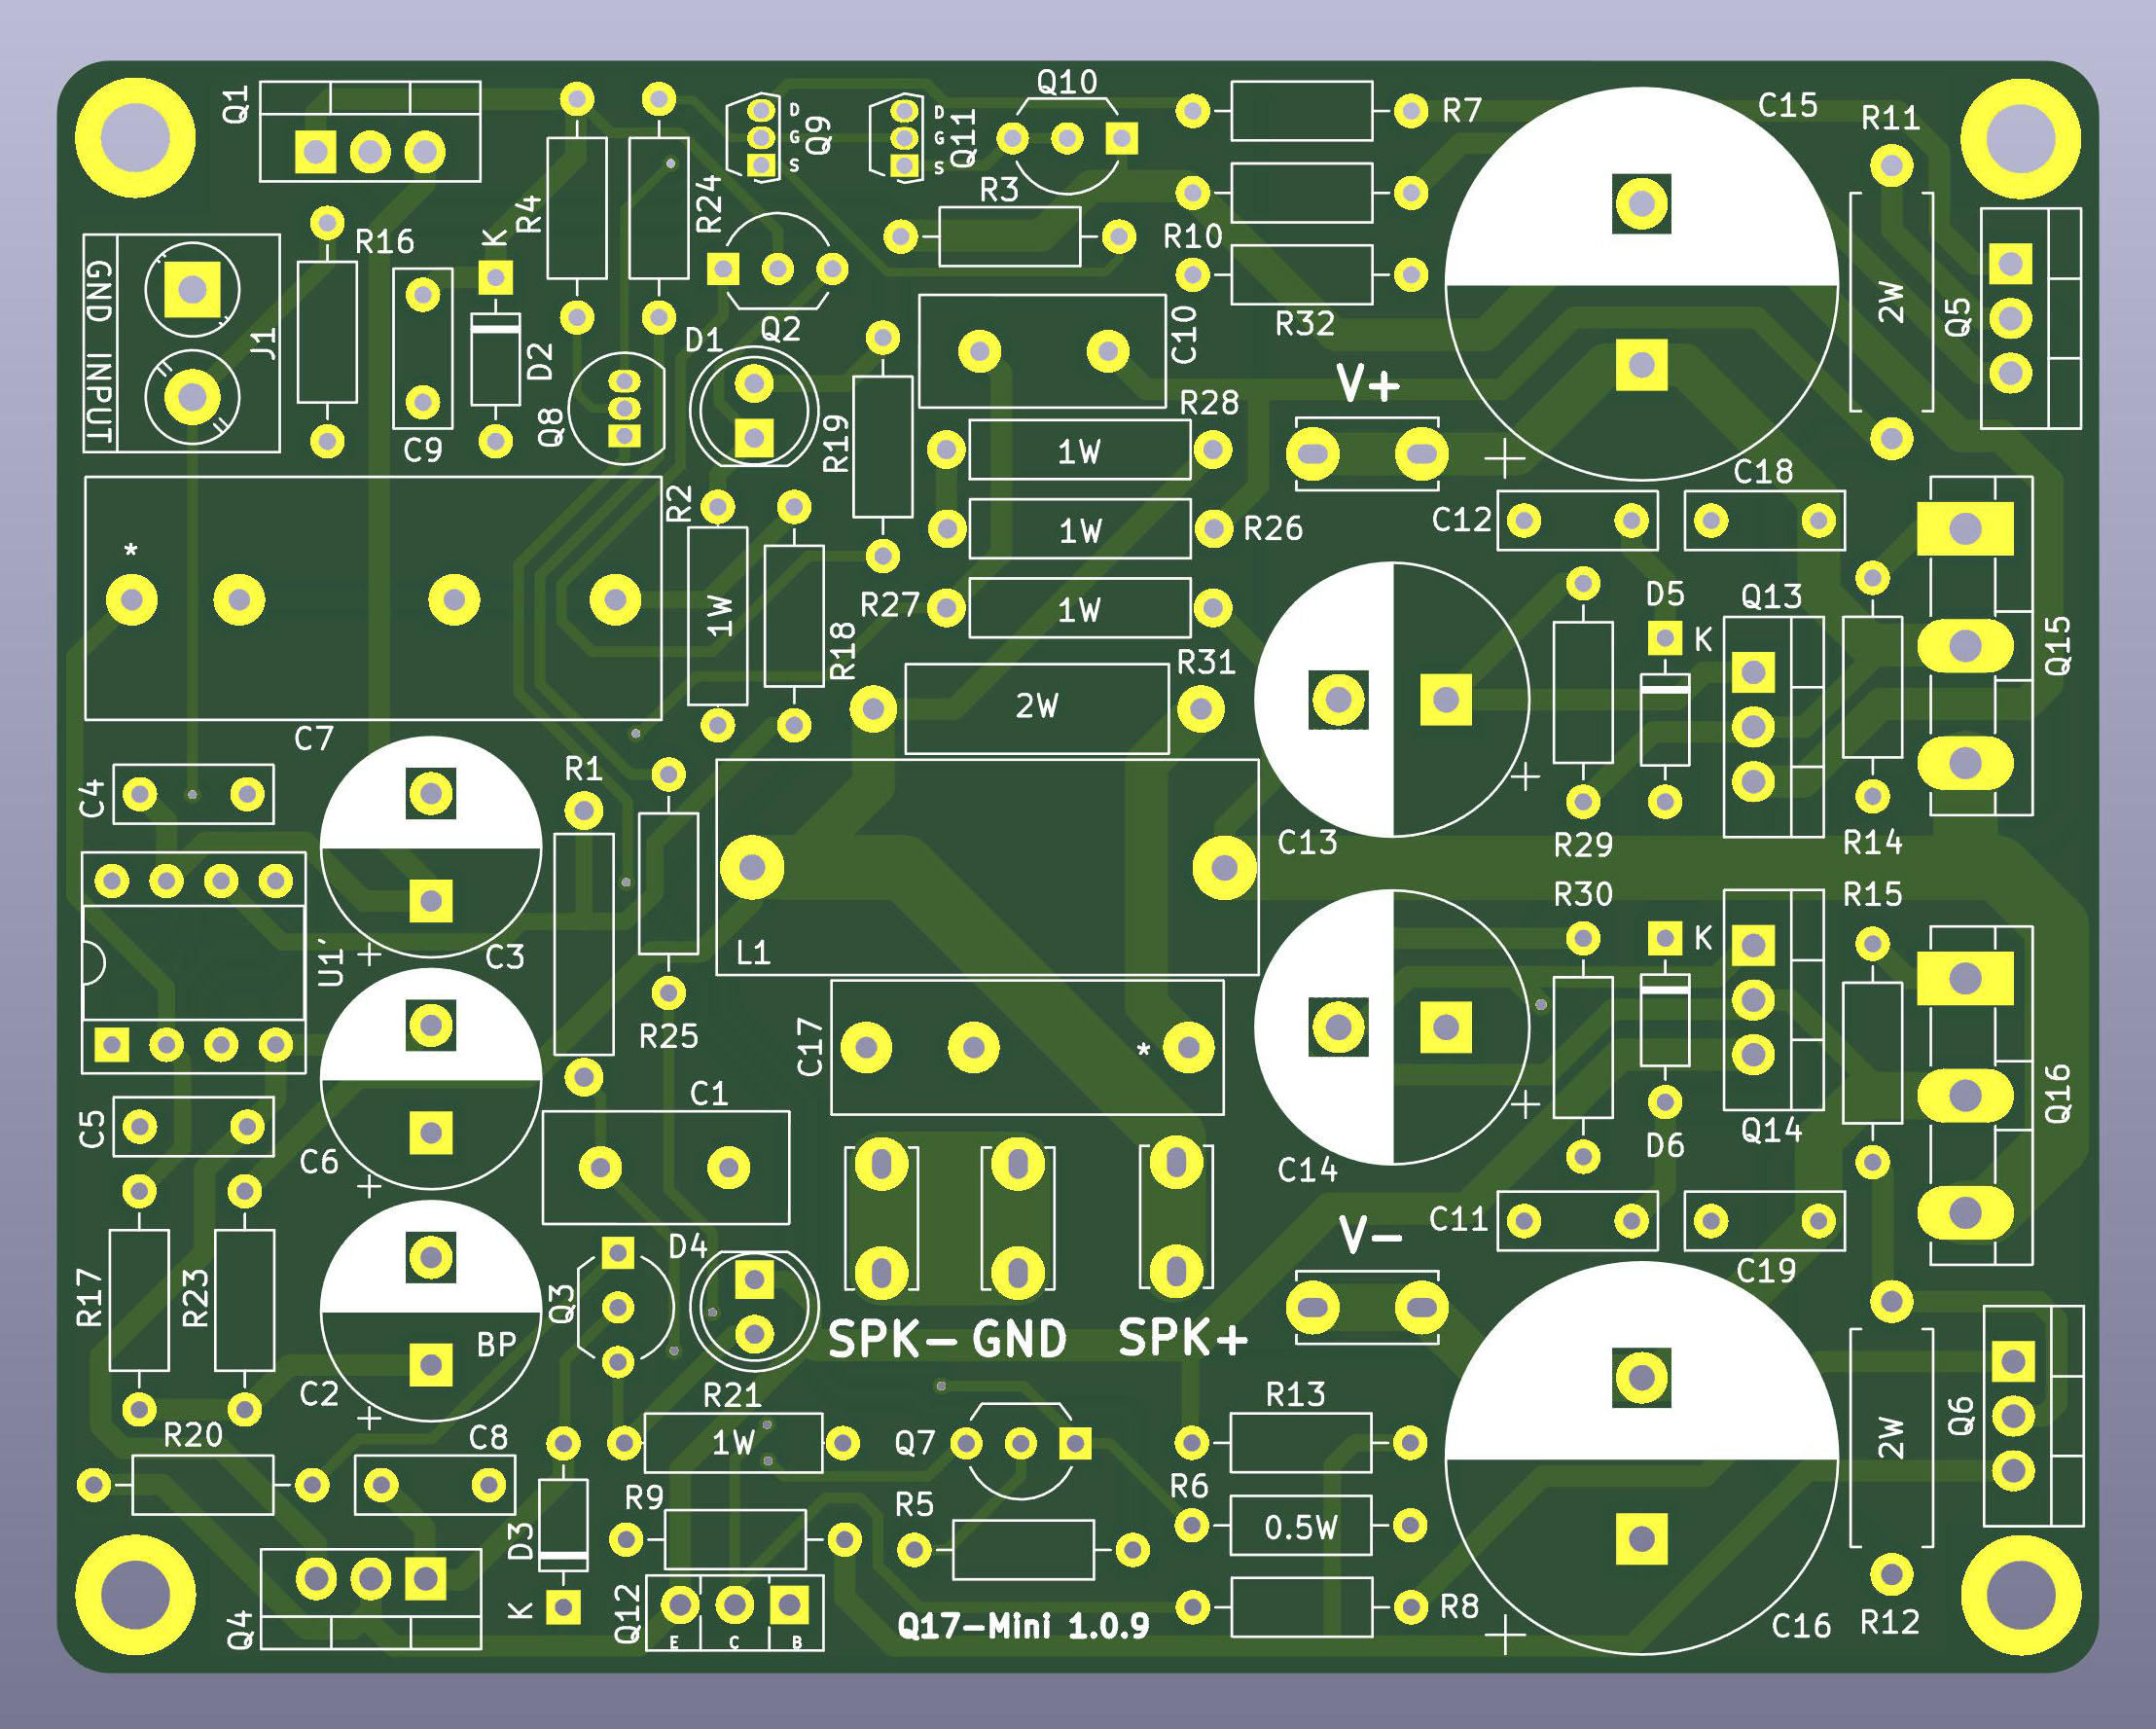 Q1
Q10
C15
R7
R11
D
G
S
Q9
D
G
S
Q11
R3
R4
R24
R16
K
R10
GND INPUT
J1
D2
C9
Q8
D1
Q2
R32
C10
2W
Q5
V+
R28
R19
1W
C18
R2
1W
R26
C12
*
1W
R27
1W
D5
K
Q13
Q15
R18
R31
2W
C7
R1
C4
C13
R29
R14
R30
R15
K
L1
C3
U1'
R25
C17
*
C1
C5
C6
C14
D6
Q14
Q16
C11
V-
C19
D4
Q3
R17
R23
BP
SPK-
GND
SPK+
C2
R21
R13
R20
C8
1W
Q7
2W
Q6
R6
R9
R5
0.5W
D3
K
Q12
E
C
B
Q4
Q17-Mini 1.0.9
R8
C16
R12